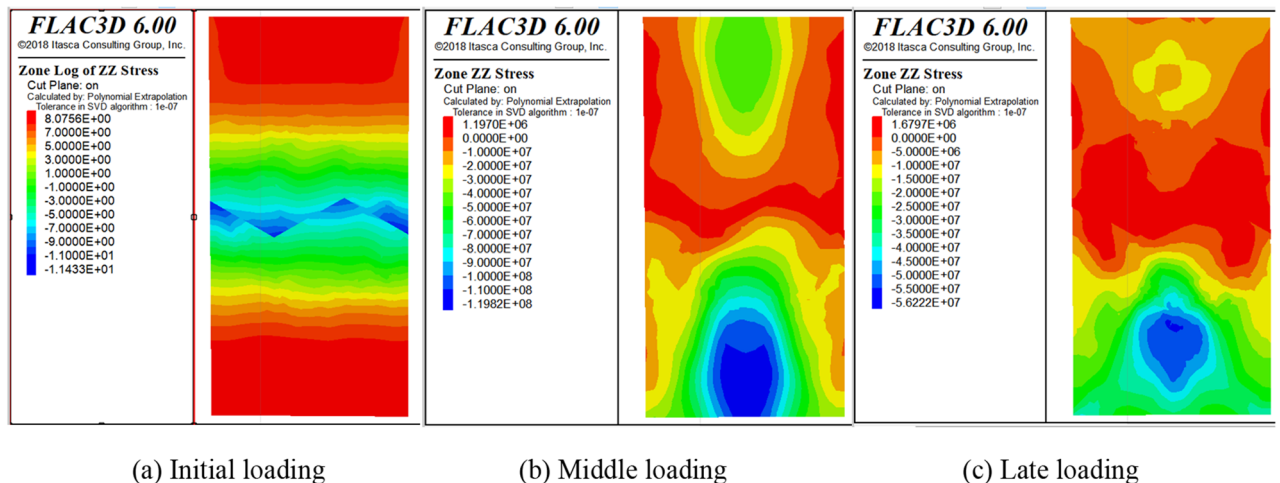 FLAC3D 6.00
©2018 Itasca Consulting Group, Inc.
Zone Log of ZZ Stress
Cut Plane: on
Calculated by: Polynomial Extrapolation
Tolerance in SVD algorithm : 1e-07
8.0756E+00
7.0000E+00
5.0000E+00
3.0000E+00
1.0000E+00
-1.0000E+00
-3.0000E+00
-5.0000E+00
-7.0000E+00
-9.0000E+00
-1.1000E+01
-1.1433E+01
FLAC3D 6.00
©2018 Itasca Consulting Group, Inc.
Zone ZZ Stress
Cut Plane: on
Calculated by: Polynomial Extrapolation
Tolerance in SVD algorithm : 1e-07
1.1970E+06
0.0000E+00
-1.0000E+07
-2.0000E+07
-3.0000E+07
-4.0000E+07
-5.0000E+07
-6.0000E+07
-7.0000E+07
-8.0000E+07
-9.0000E+07
-1.0000E+08
-1.1000E+08
-1.1982E+08
FLAC3D 6.00
©2018 Itasca Consulting Group, Inc.
Zone ZZ Stress
Cut Plane: on
Calculated by: Polynomial Extrapolation
Tolerance in SVD algorithm : 1e-07
1.6797E+06
0.0000E+00
-5.0000E+06
-1.0000E+07
-1.5000E+07
-2.0000E+07
-2.5000E+07
-3.0000E+07
-3.5000E+07
-4.0000E+07
-4.5000E+07
-5.0000E+07
-5.5000E+07
-5.6222E+07
(a) Initial loading
(b) Middle loading
(c) Late loading